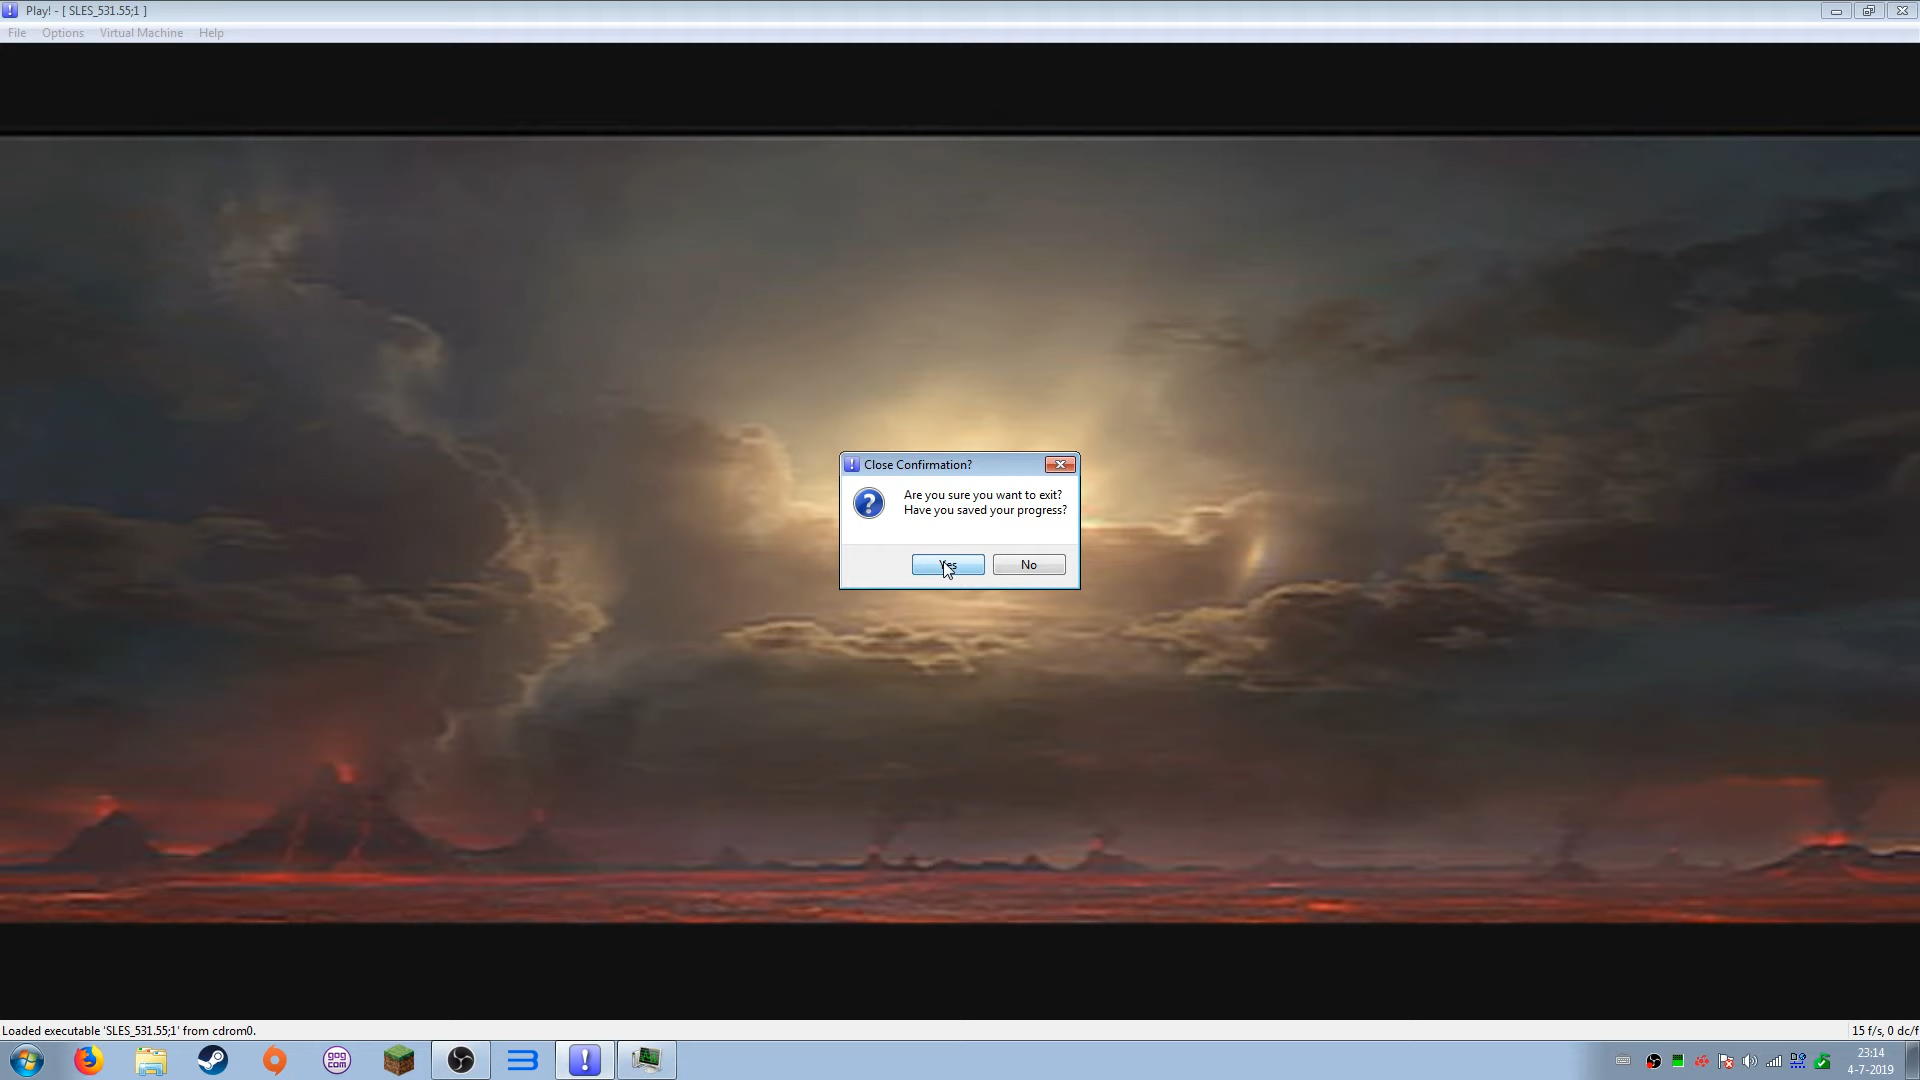 Play! - [ SLES_531.55;1 ]
File Options Virtual Machine Help
Close Confirmation?
Are you sure you want to exit?
Have you saved your progress?
Yes No
Loaded executable 'SLES_531.55;1' from cdrom0.
15 f/s, 0 dc/f
gog
com
23:14
4-7-2019